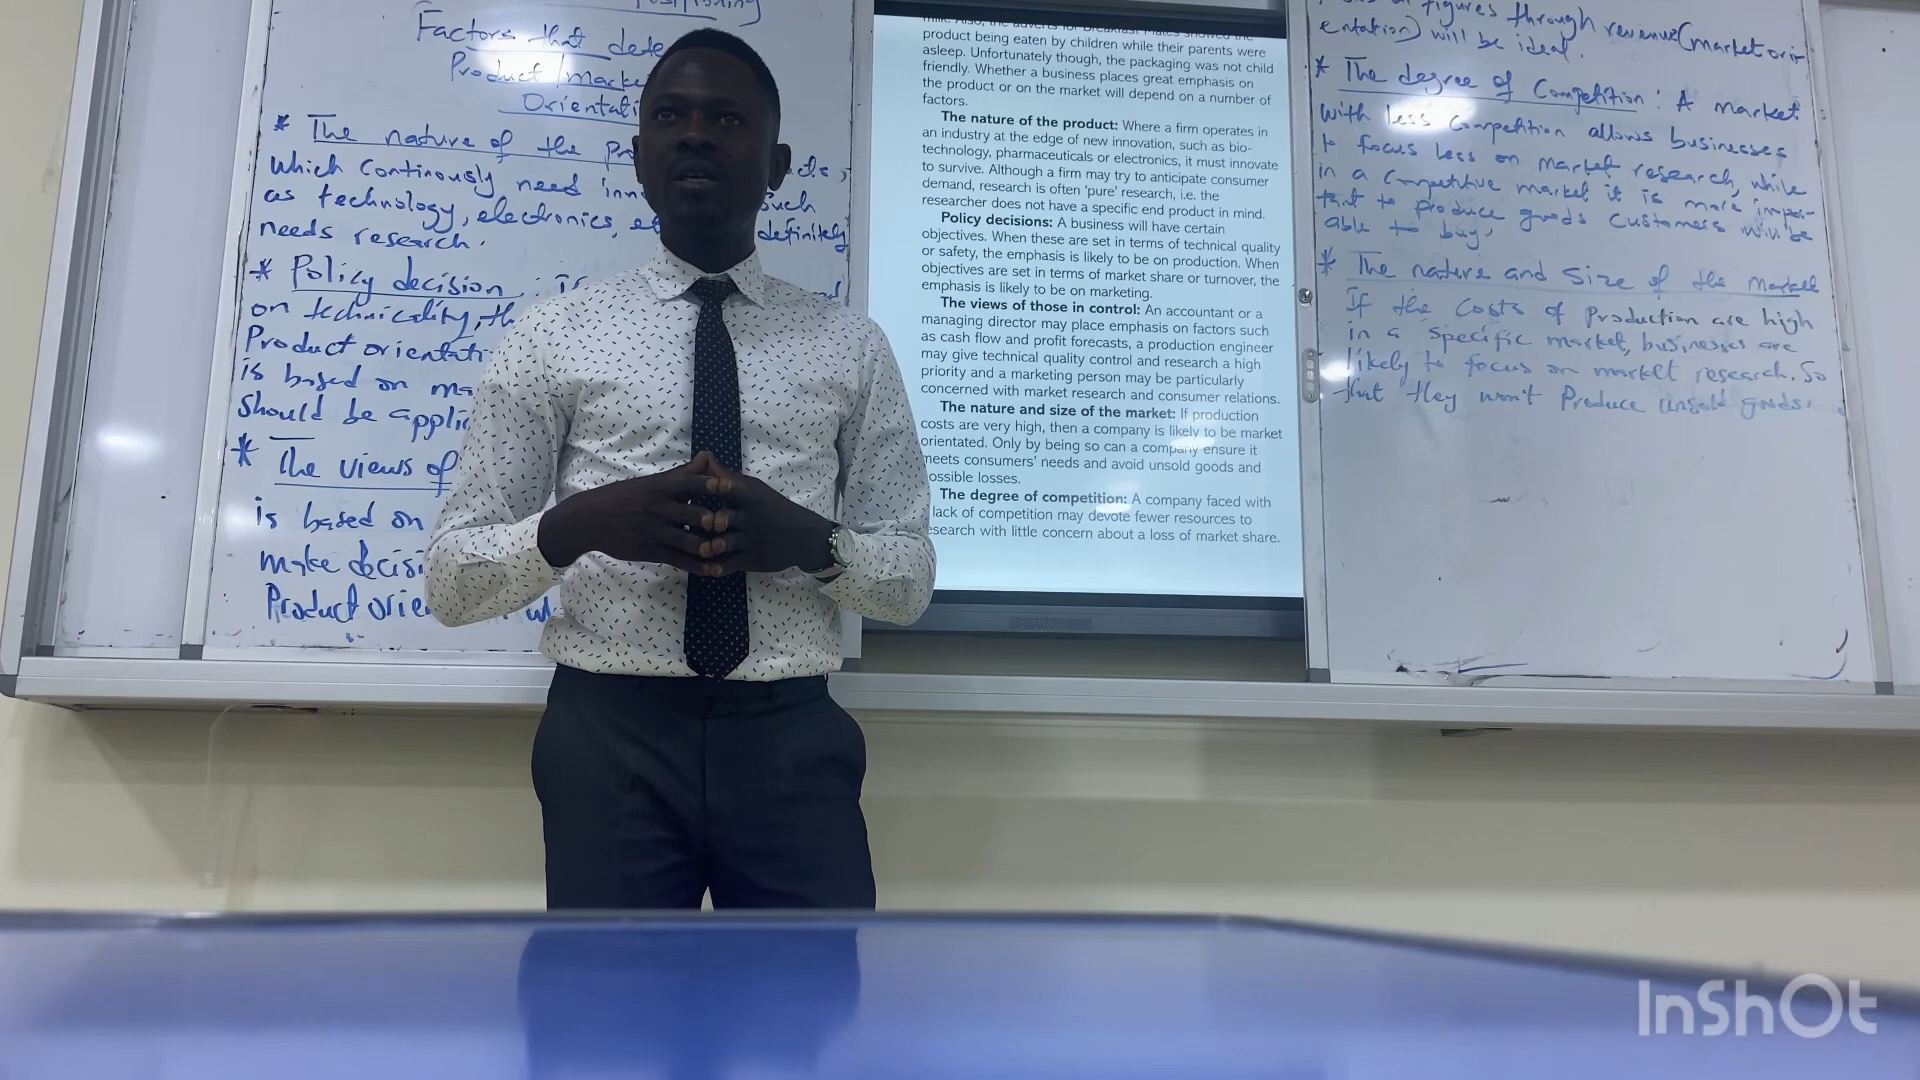 Positioning
Factors that dete
Product/marke
Orientati
* The nature of the pro
which continously need inn such
as technology, electronics, et definitely
needs research.
* Policy decision :
on technicality, th
Product orientati
is based on ma
should be appli
* The views of
is based on
make decisi
Product orien
product being eaten by children while their parents were
asleep. Unfortunately though, the packaging was not child
friendly. Whether a business places great emphasis on
the product or on the market will depend on a number of
factors.
The nature of the product: Where a firm operates in
an industry at the edge of new innovation, such as bio-
technology, pharmaceuticals or electronics, it must innovate
to survive. Although a firm may try to anticipate consumer
demand, research is often 'pure' research, i.e. the
researcher does not have a specific end product in mind.
Policy decisions: A business will have certain
objectives. When these are set in terms of technical quality
or safety, the emphasis is likely to be on production. When
objectives are set in terms of market share or turnover, the
emphasis is likely to be on marketing.
The views of those in control: An accountant or a
managing director may place emphasis on factors such
as cash flow and profit forecasts, a production engineer
may give technical quality control and research a high
priority and a marketing person may be particularly
concerned with market research and consumer relations.
The nature and size of the market: If production
costs are very high, then a company is likely to be market
orientated. Only by being so can a company ensure it
meets consumers' needs and avoid unsold goods and
ossible losses.
The degree of competition: A company faced with
lack of competition may devote fewer resources to
esearch with little concern about a loss of market share.
figures through revenue (market ori-
entation) will be ideal.
* The degree of Competition : A market
with less competition allows businesses
to focus less on market research, while
in a competitive market it is more impor-
tant to produce goods customers will be
able to buy.
* The nature and size of the market
If the costs of production are high
in a specific market, businesses are
likely to focus on market research. So
that they won't produce unsold goods.
InShOt